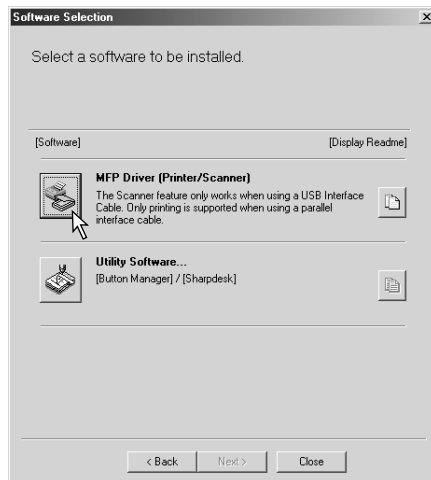 Software Selection
Select a software to be installed.
[Software] [Display Readme]
MFP Driver (Printer/Scanner)
The Scanner feature only works when using a USB Interface
Cable. Only printing is supported when using a parallel
interface cable.
Utility Software...
[Button Manager] / [Sharpdesk]
< Back Next > Close